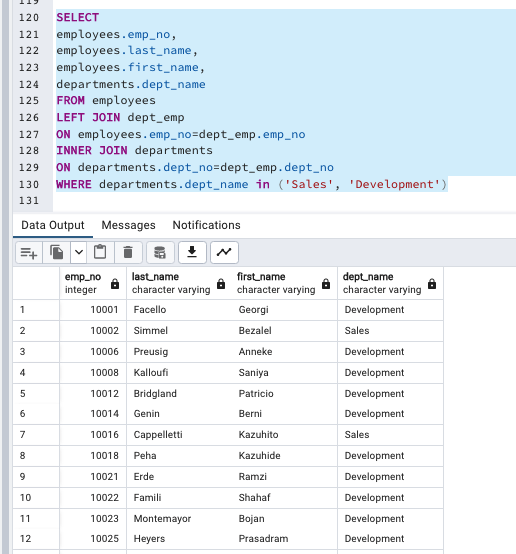 119
120 SELECT
121 employees.emp_no,
122 employees.last_name,
123 employees.first_name,
124 departments.dept_name
125 FROM employees
126 LEFT JOIN dept_emp
127 ON employees.emp_no=dept_emp.emp_no
128 INNER JOIN departments
129 ON departments.dept_no=dept_emp.dept_no
130 WHERE departments.dept_name in ('Sales', 'Development')
131
Data Output Messages Notifications
emp_no last_name first_name dept_name
integer character varying character varying character varying
1 10001 Facello Georgi Development
2 10002 Simmel Bezalel Sales
3 10006 Preusig Anneke Development
4 10008 Kalloufi Saniya Development
5 10012 Bridgland Patricio Development
6 10014 Genin Berni Development
7 10016 Cappelletti Kazuhito Sales
8 10018 Peha Kazuhide Development
9 10021 Erde Ramzi Development
10 10022 Famili Shahaf Development
11 10023 Montemayor Bojan Development
12 10025 Heyers Prasadram Development